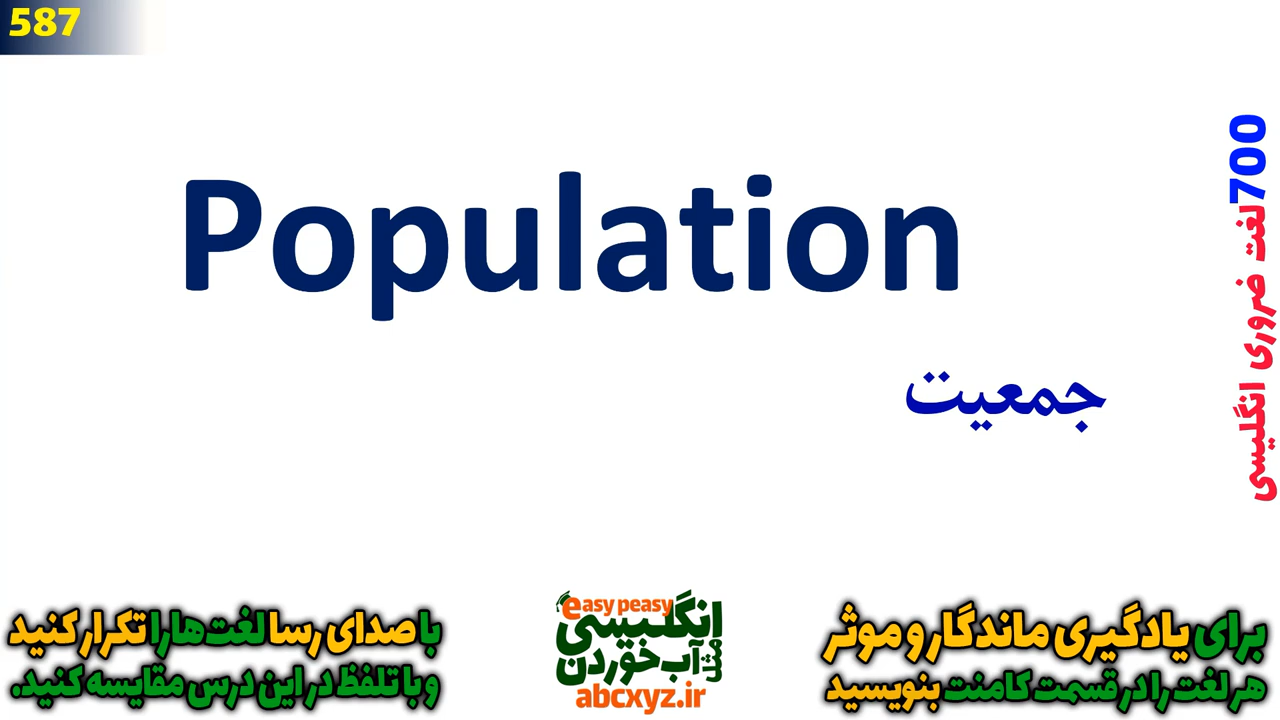 587
Population
جمعیت
700 لغت ضروری انگلیسی
برای یادگیری ماندگار و موثر
هر لغت را در قسمت کامنت بنویسید
easy peasy
انگلیسی
مثل آب خوردن
abcxyz.ir
با صدای رسا لغت‌ها را تکرار کنید
و با تلفظ در این درس مقایسه کنید.